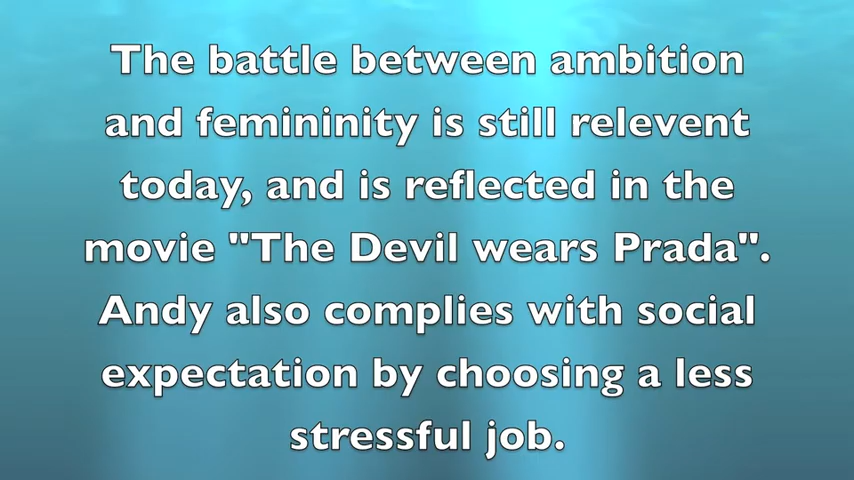 The battle between ambition
and femininity is still relevent
today, and is reflected in the
movie "The Devil wears Prada".
Andy also complies with social
expectation by choosing a less
stressful job.